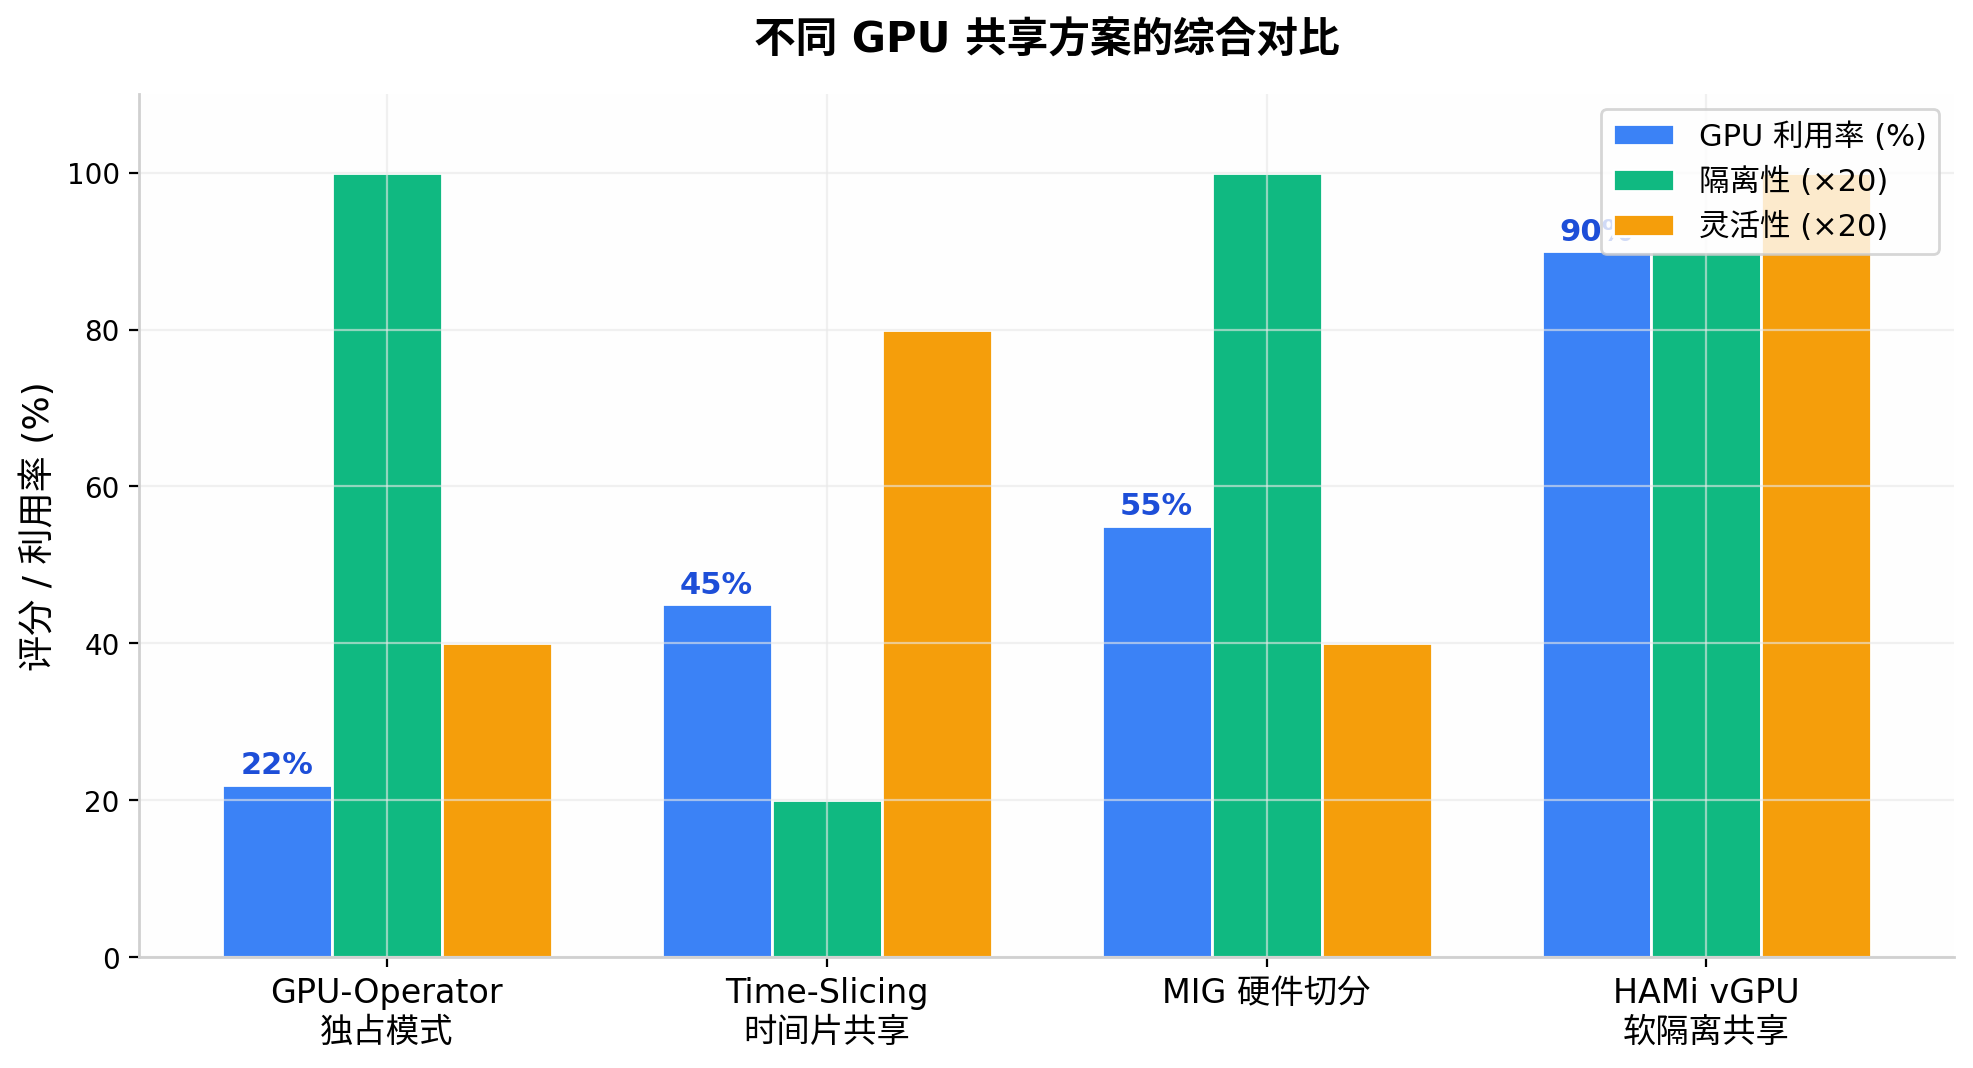 不同 GPU 共享方案的综合对比
评分 / 利用率 (%)
100
80
60
40
20
0
GPU 利用率 (%)
隔离性 (×20)
灵活性 (×20)
22%
45%
55%
90%
GPU-Operator
独占模式
Time-Slicing
时间片共享
MIG 硬件切分
HAMi vGPU
软隔离共享